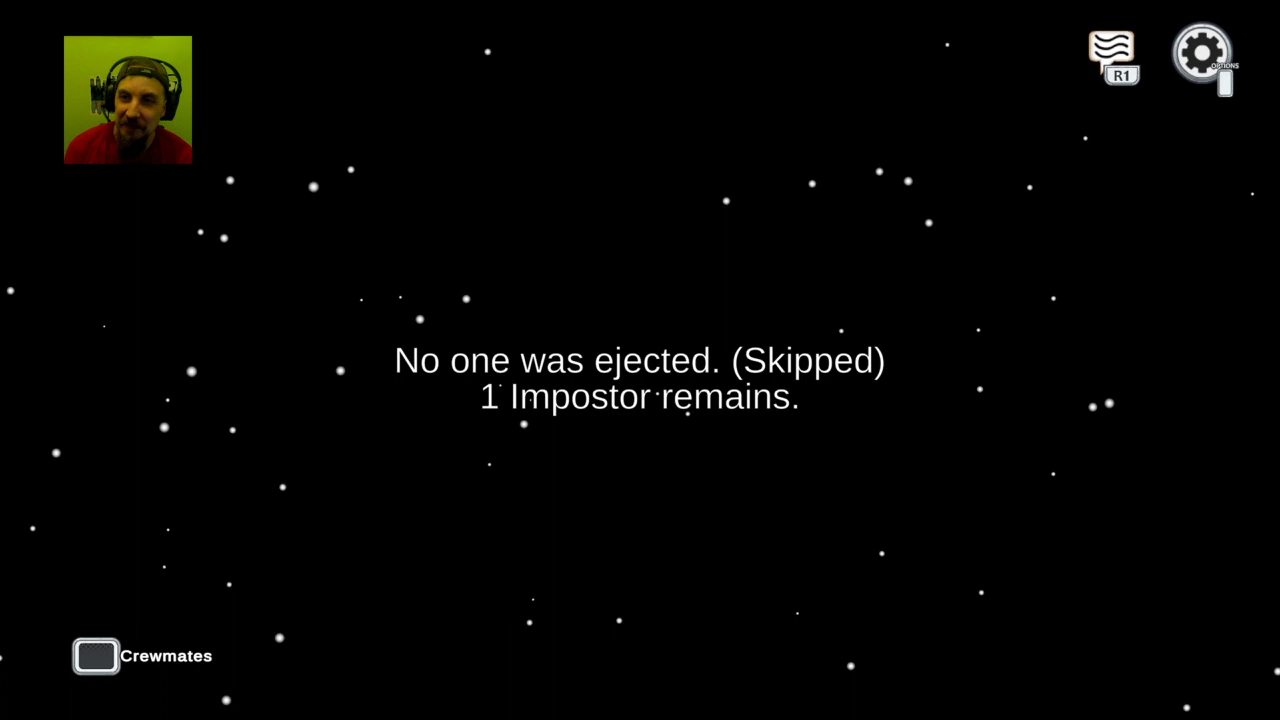 R1
OPTIONS
No one was ejected. (Skipped)
1 Impostor remains.
Crewmates